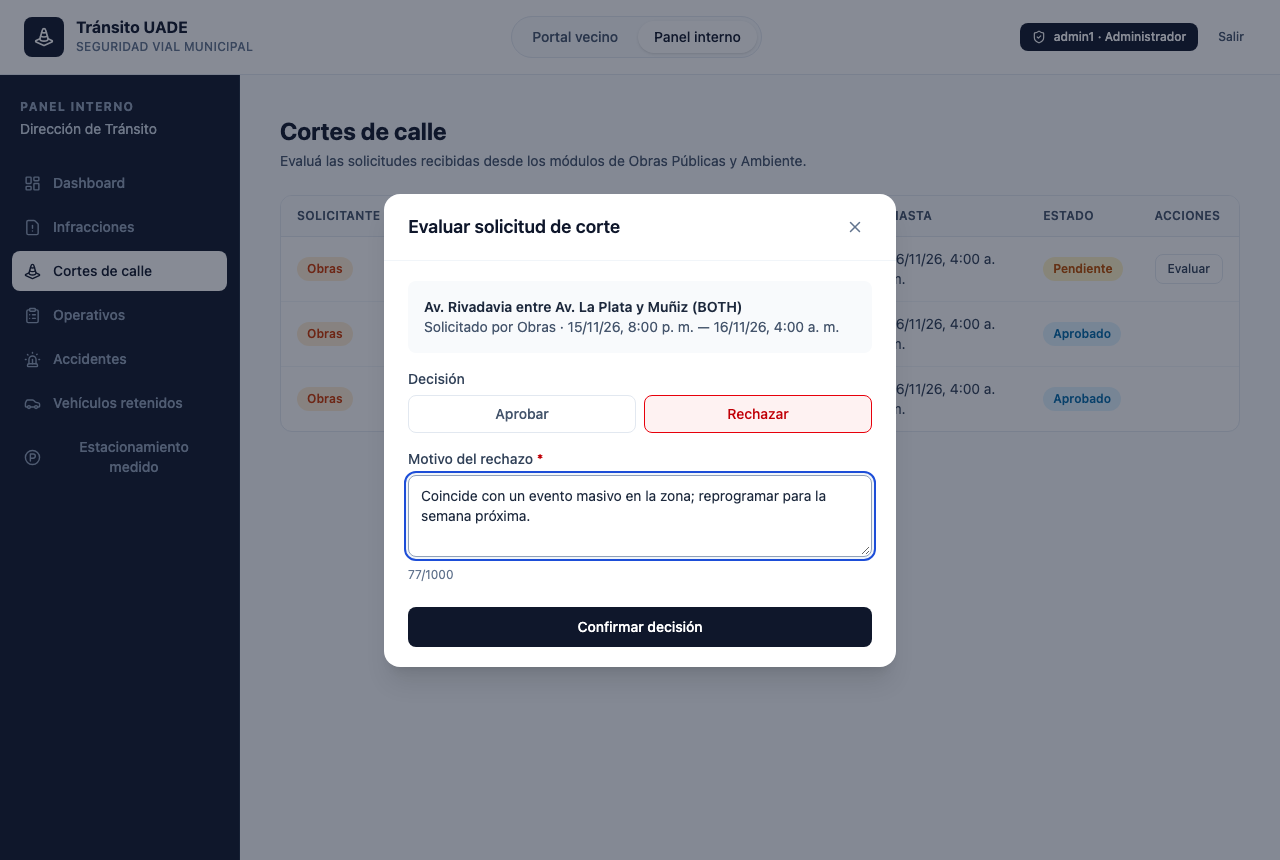 Tránsito UADE
SEGURIDAD VIAL MUNICIPAL
Portal vecino
Panel interno
admin1 · Administrador
Salir
PANEL INTERNO
Dirección de Tránsito
Dashboard
Infracciones
Cortes de calle
Operativos
Accidentes
Vehículos retenidos
Estacionamiento
medido
Cortes de calle
Evaluá las solicitudes recibidas desde los módulos de Obras Públicas y Ambiente.
SOLICITANTE
HASTA
ESTADO
ACCIONES
Obras
6/11/26, 4:00 a.
m.
Pendiente
Evaluar
Obras
6/11/26, 4:00 a.
m.
Aprobado
Obras
6/11/26, 4:00 a.
m.
Aprobado
Evaluar solicitud de corte
Av. Rivadavia entre Av. La Plata y Muñiz (BOTH)
Solicitado por Obras · 15/11/26, 8:00 p. m. — 16/11/26, 4:00 a. m.
Decisión
Aprobar
Rechazar
Motivo del rechazo *
Coincide con un evento masivo en la zona; reprogramar para la
semana próxima.
77/1000
Confirmar decisión